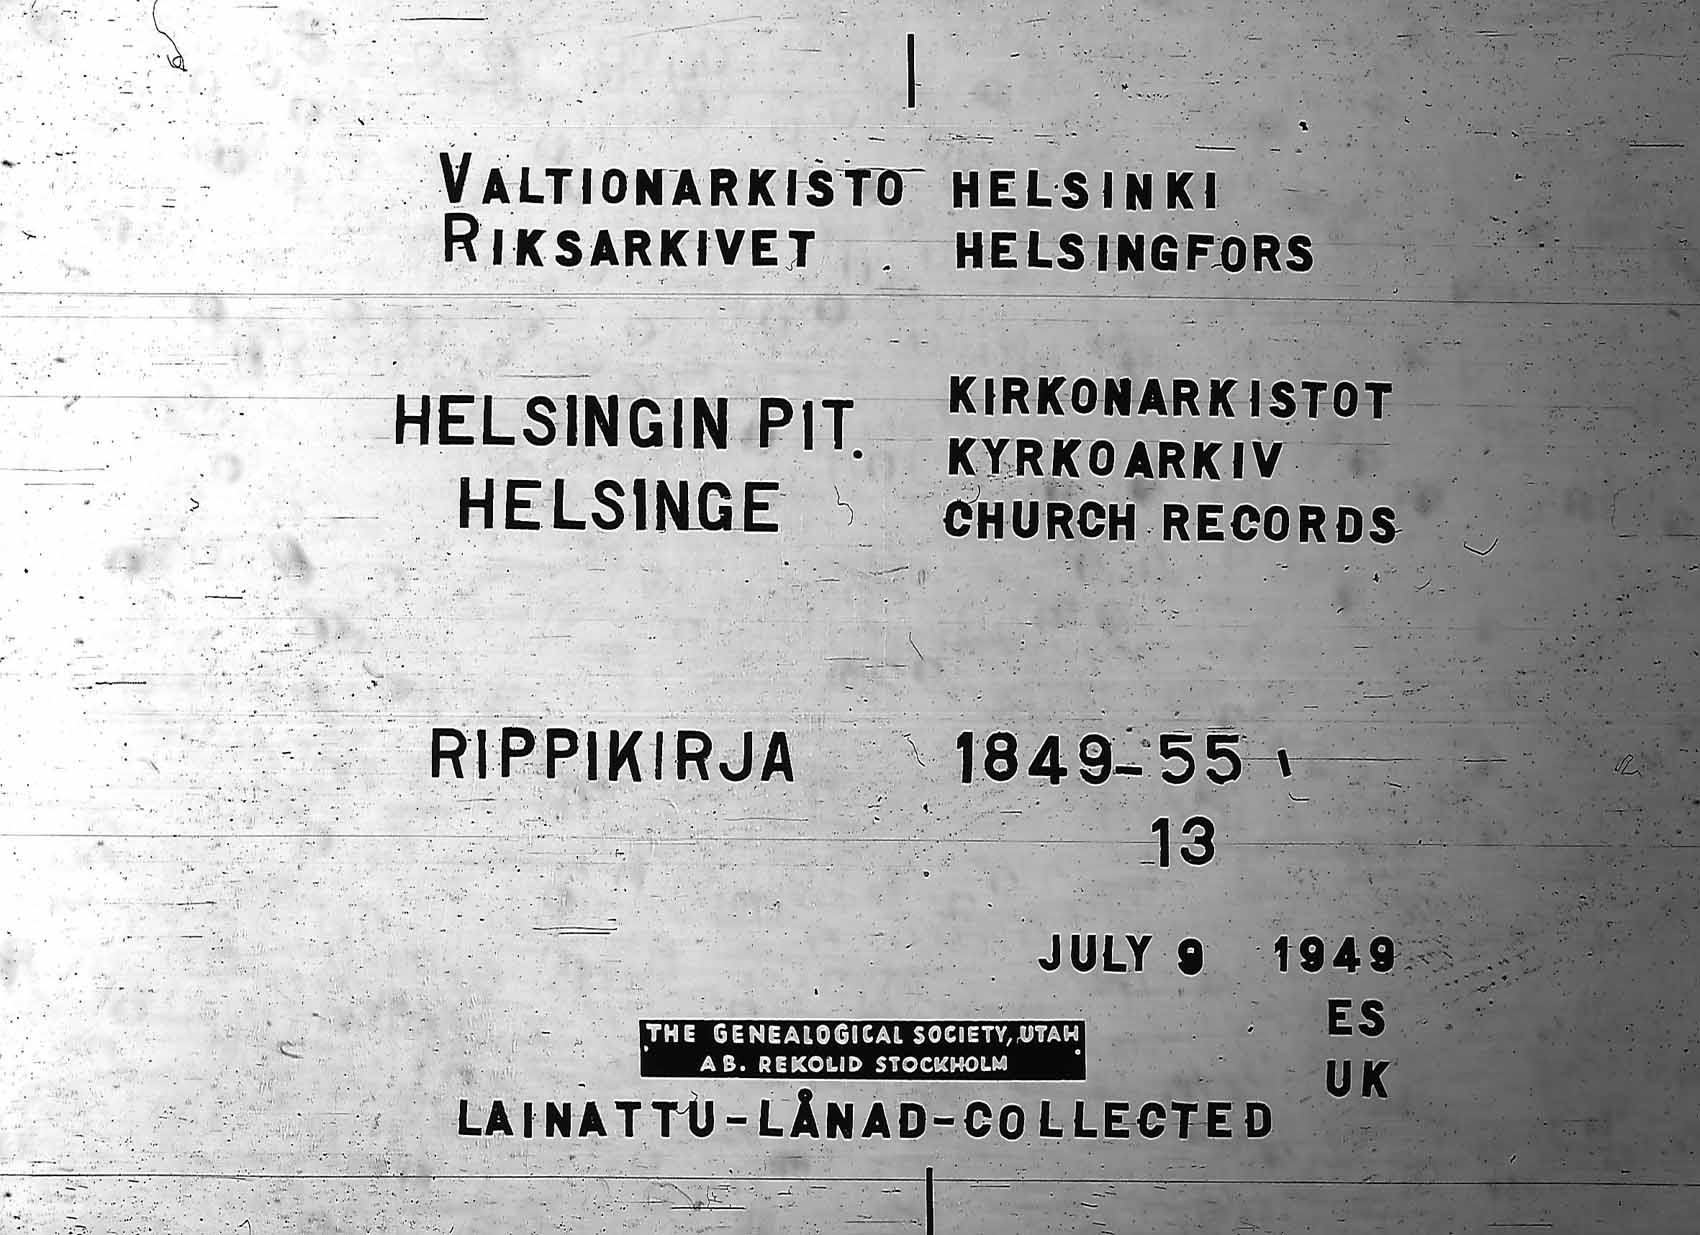 VALTIONARKISTO HELSINKI
RIKSARKIVET HELSINGFORS
HELSINGIN PIT.
HELSINGE
KIRKONARKISTOT
KYRKOARKIV
CHURCH RECORDS
RIPPIKIRJA 1849-55
13
JULY 9 1949
ES
UK
THE GENEALOGICAL SOCIETY, UTAH
AB. REKOLID STOCKHOLM
LAINATTU-LÅNAD-COLLECTED